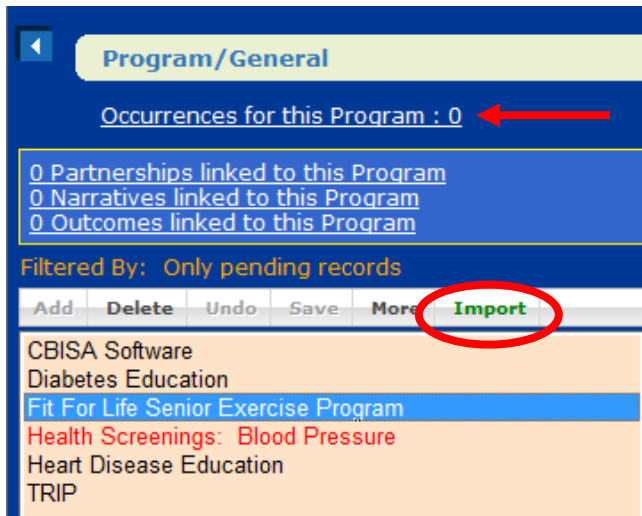 Program/General
Occurrences for this Program : 0
0 Partnerships linked to this Program
0 Narratives linked to this Program
0 Outcomes linked to this Program
Filtered By: Only pending records
Add Delete Undo Save More Import
CBISA Software
Diabetes Education
Fit For Life Senior Exercise Program
Health Screenings: Blood Pressure
Heart Disease Education
TRIP